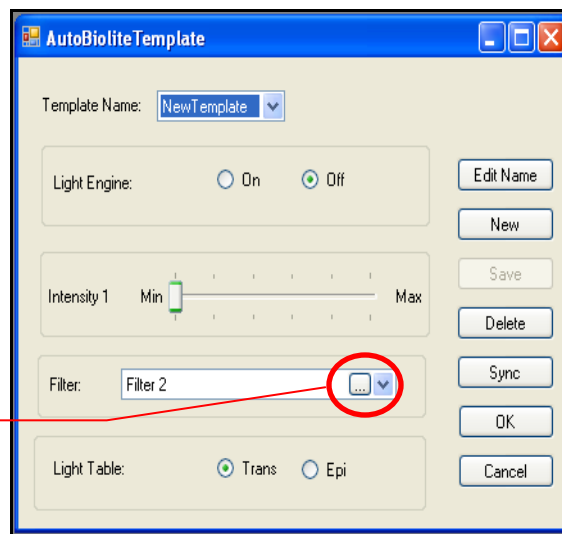 AutoBioliteTemplate
Template Name: NewTemplate
Light Engine: On Off
Edit Name
New
Intensity 1 Min Max
Save
Delete
Filter: Filter 2 ...
Sync
OK
Light Table: Trans Epi
Cancel